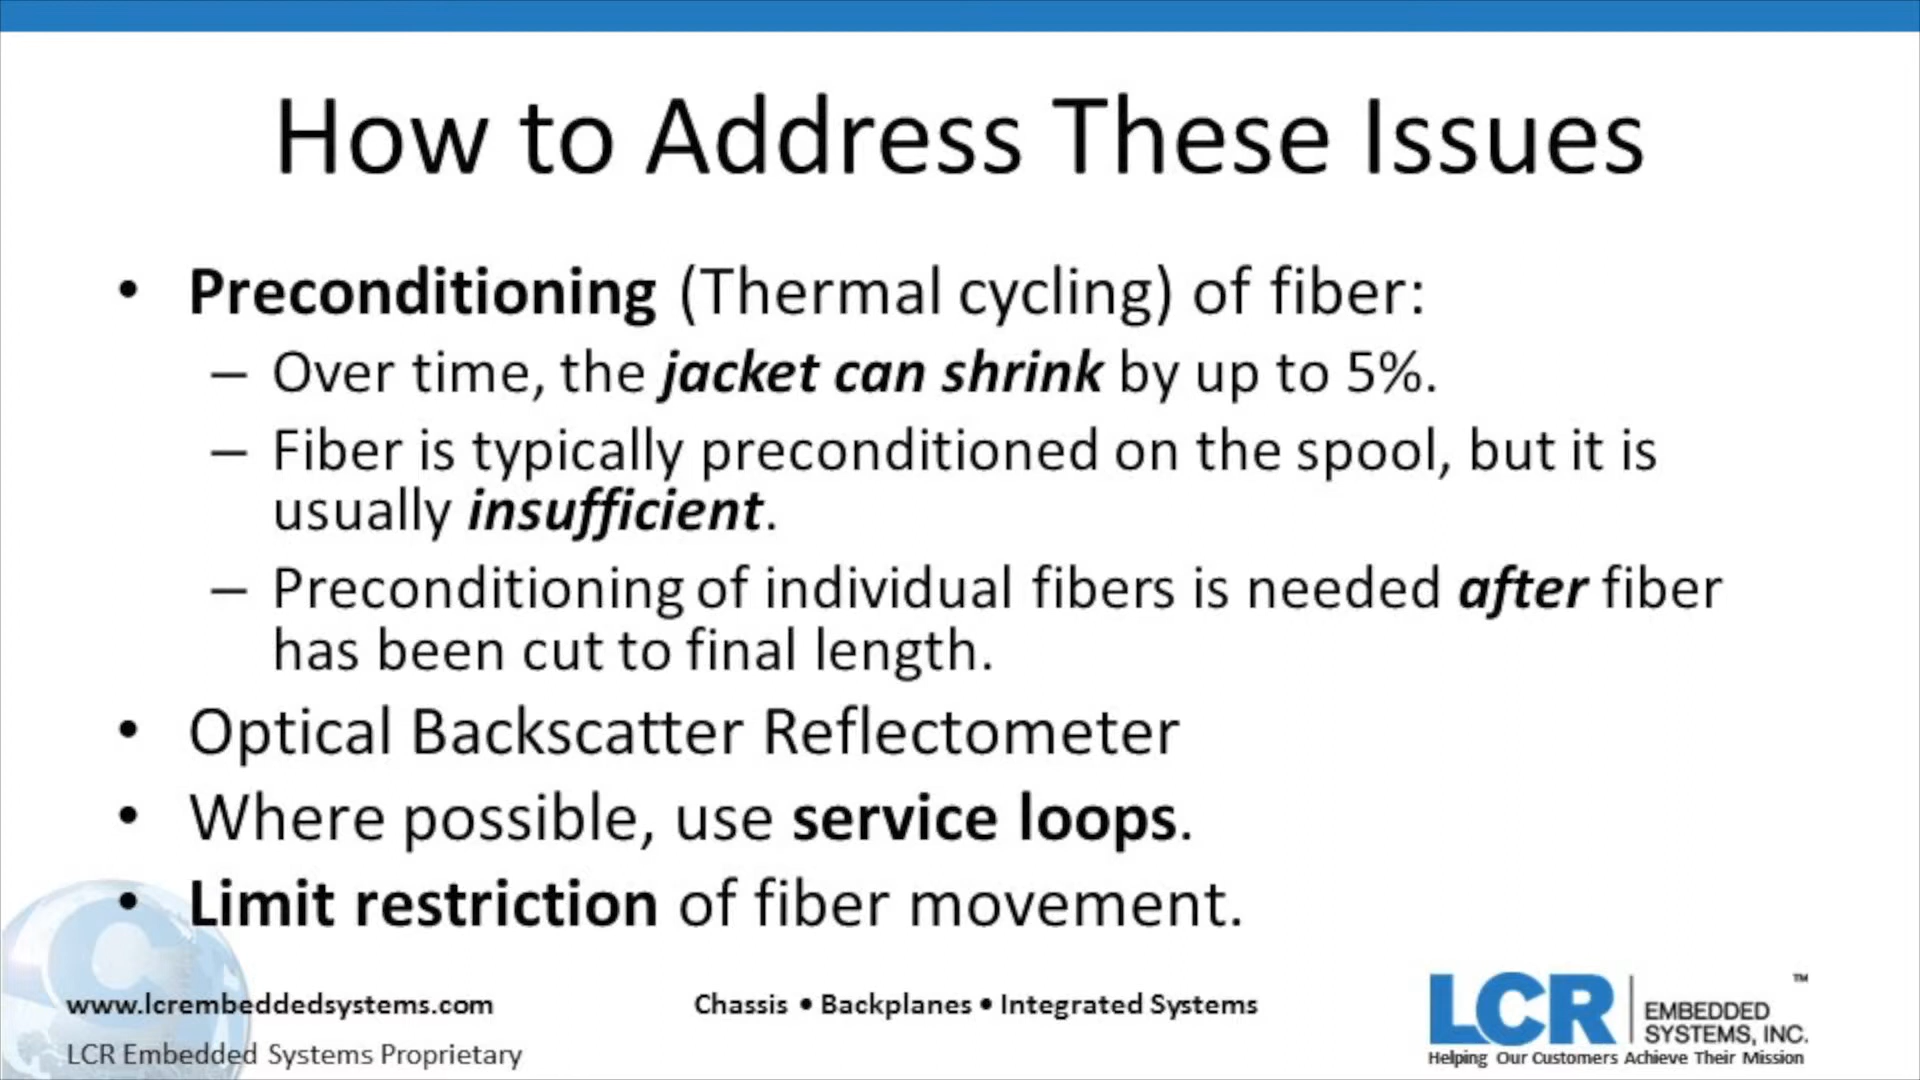 How to Address These Issues
• Preconditioning (Thermal cycling) of fiber:
– Over time, the jacket can shrink by up to 5%.
– Fiber is typically preconditioned on the spool, but it is
usually insufficient.
– Preconditioning of individual fibers is needed after fiber
has been cut to final length.
• Optical Backscatter Reflectometer
• Where possible, use service loops.
• Limit restriction of fiber movement.
www.lcrembeddedsystems.com
LCR Embedded Systems Proprietary
Chassis • Backplanes • Integrated Systems
LCR EMBEDDED
SYSTEMS, INC.
™
Helping Our Customers Achieve Their Mission